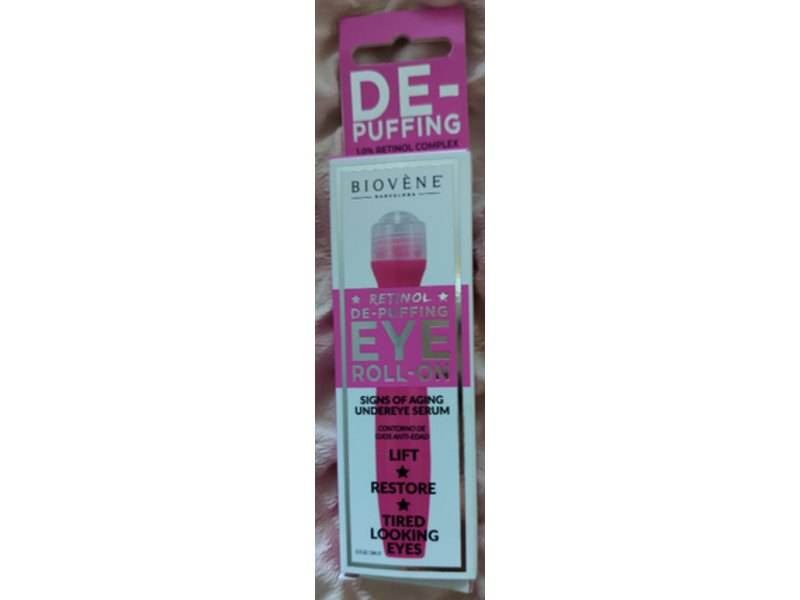 DE-
PUFFING
1.0% RETINOL COMPLEX
BIOVÈNE
BARCELONA
★ RETINOL ★
DE-PUFFING
EYE
ROLL-ON
SIGNS OF AGING
UNDEREYE SERUM
CONTORNO DE
OJOS ANTI-EDAD
LIFT
★
RESTORE
★
TIRED
LOOKING
EYES